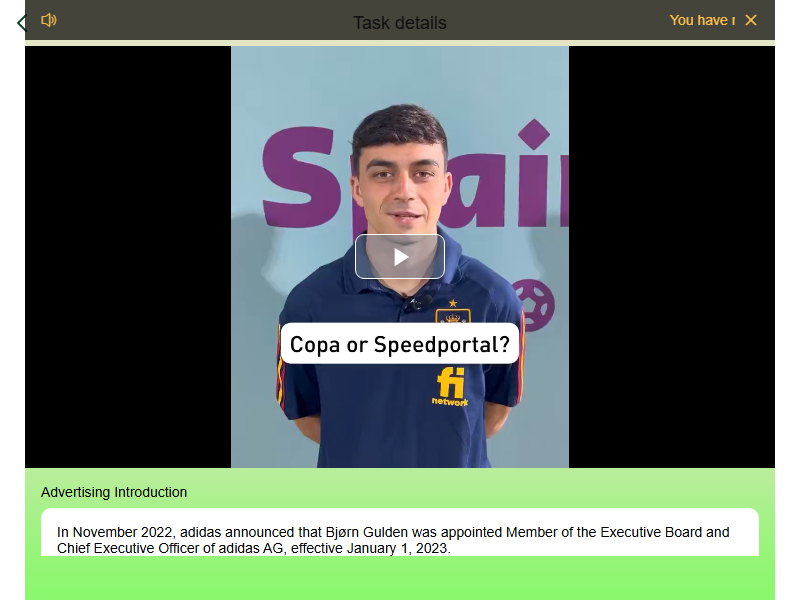 Task details
You have r
Spain
Copa or Speedportal?
fi
network
Advertising Introduction
In November 2022, adidas announced that Bjørn Gulden was appointed Member of the Executive Board and
Chief Executive Officer of adidas AG, effective January 1, 2023.